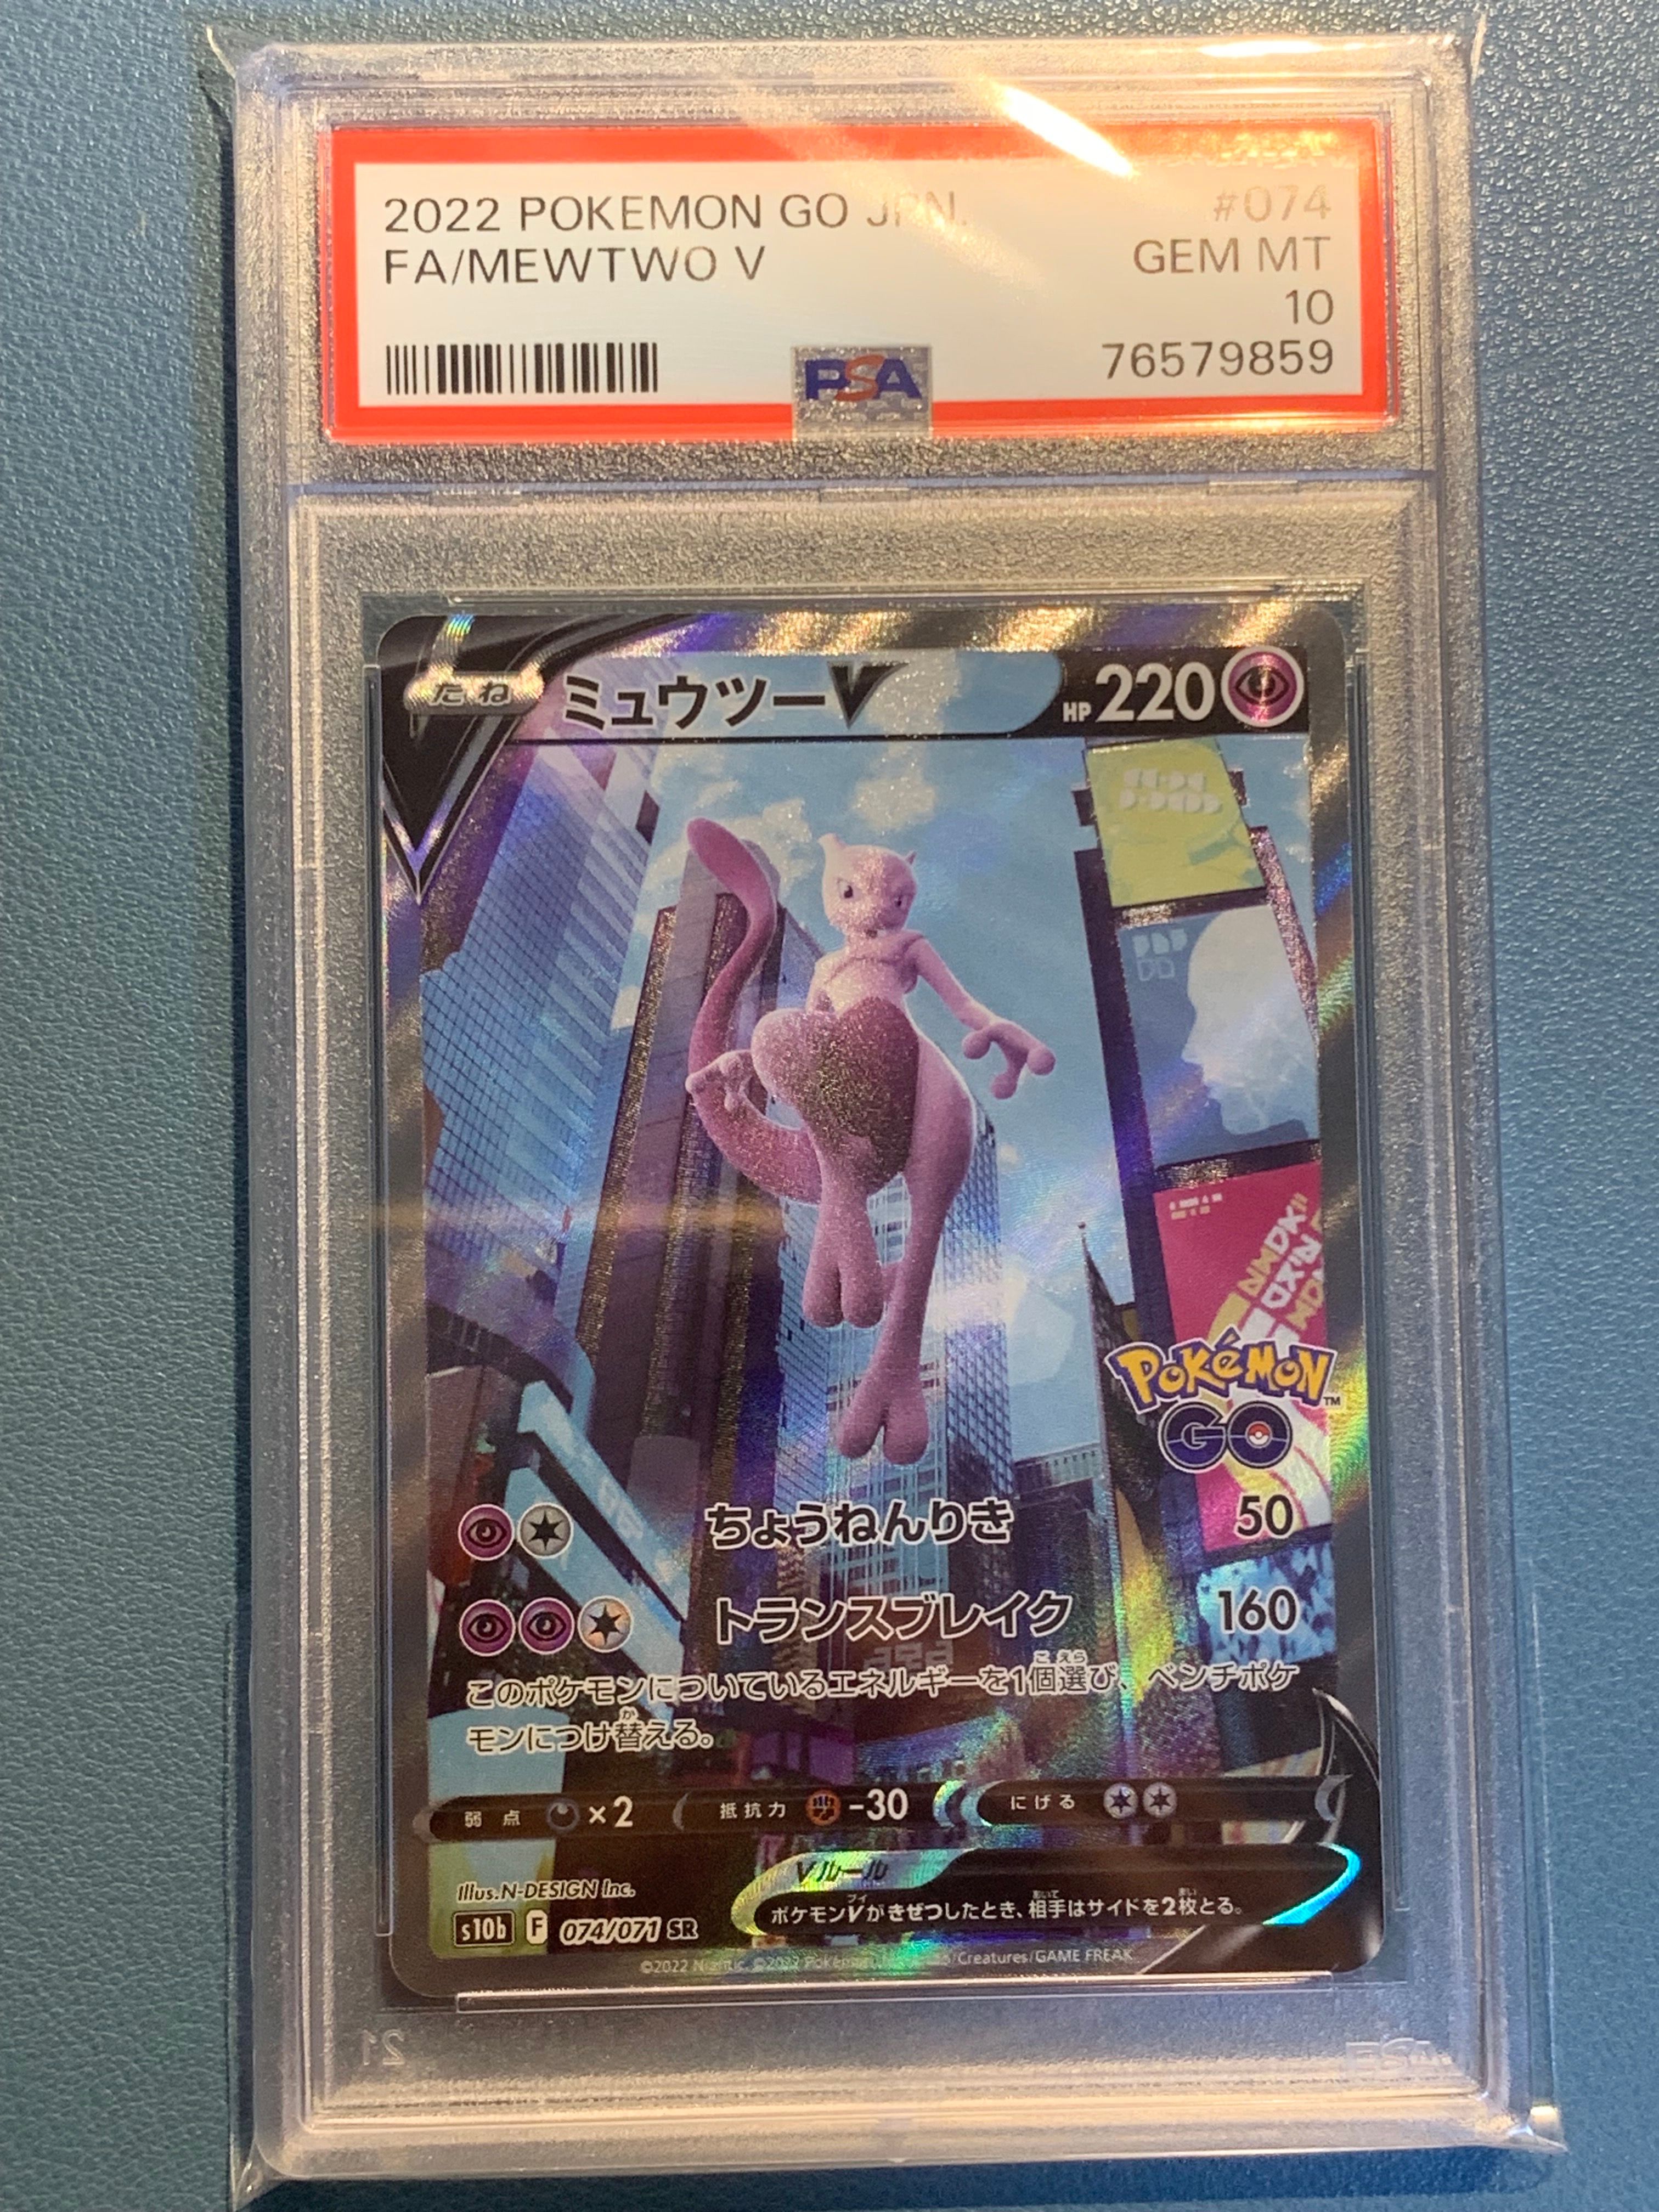 2022 POKEMON GO JPN. #074
FA/MEWTWO V GEM MT
10
76579859
PSA
たね ミュウツーV HP 220
Pokémon™
GO
ちょうねんりき 50
トランスブレイク 160
このポケモンについているエネルギーを1個選び、ベンチポケ
モンにつけ替える。
弱点 ×2 抵抗力 -30 にげる
Vルール
ポケモンVがきぜつしたとき、相手はサイドを2枚とる。
Illus. N-DESIGN Inc.
s10b F 074/071 SR
©2022 Niantic. ©2022 Pokémon. /Creatures/GAME FREAK